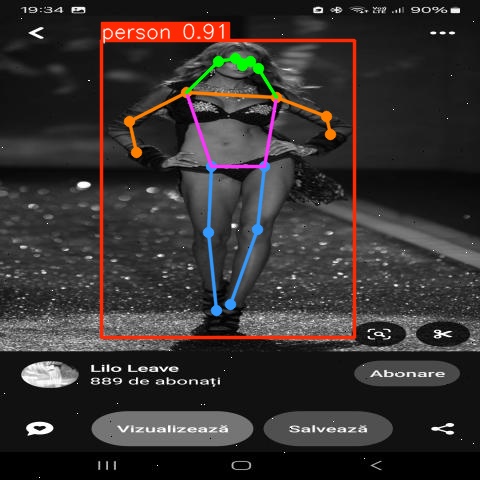 19:34
90%
person 0.91
Lilo Leave
889 de abonați
Abonare
Vizualizează
Salvează